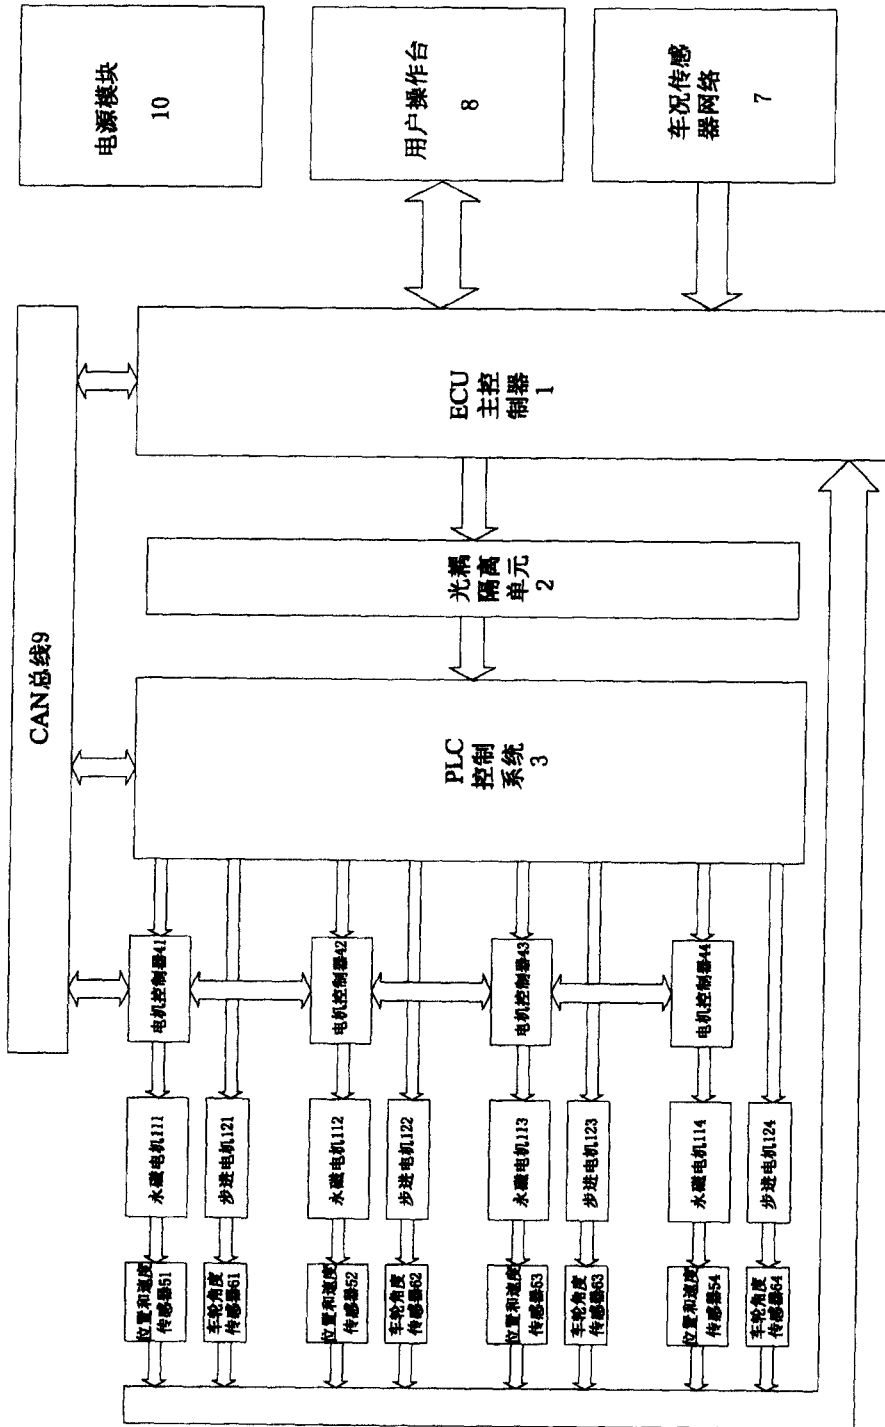 电源模块
10
用户操作台
8
车况传感
器网络
7
CAN总线9
ECU
主控
制器
1
光耦
隔离
单元
2
PLC
控制
系统
3
电机控制器41
电机控制器42
电机控制器43
电机控制器44
永磁电机111
步进电机121
永磁电机112
步进电机122
永磁电机113
步进电机123
永磁电机114
步进电机124
位置和速度
传感器51
车轮角度
传感器61
位置和速度
传感器52
车轮角度
传感器62
位置和速度
传感器53
车轮角度
传感器63
位置和速度
传感器54
车轮角度
传感器64